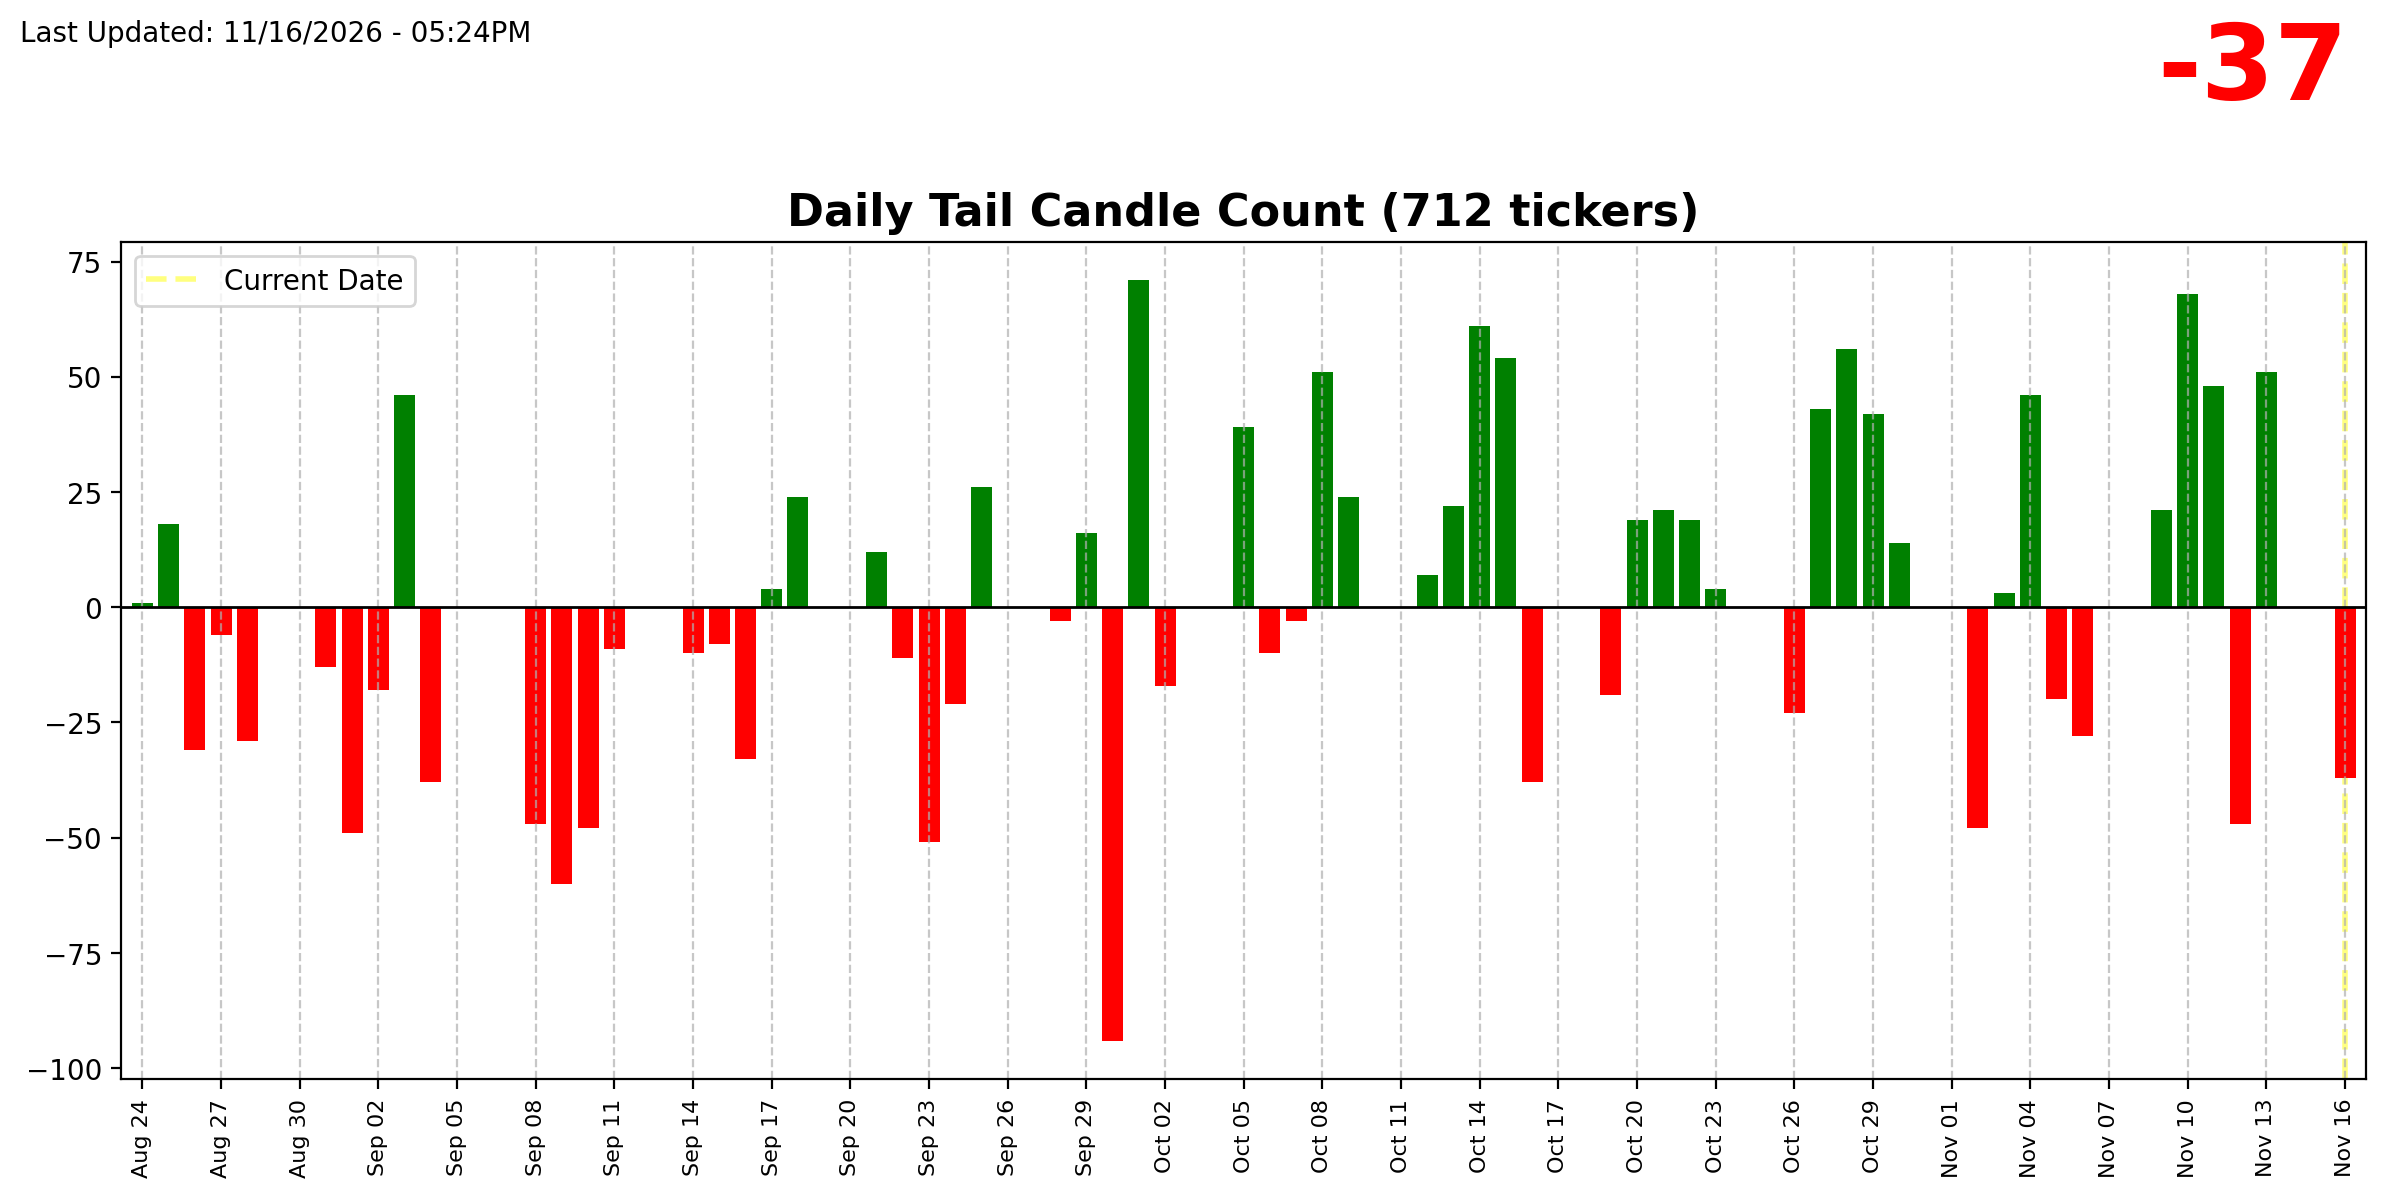 Last Updated: 11/16/2026 - 05:24PM
-37
Daily Tail Candle Count (712 tickers)
Current Date
75
50
25
0
−25
−50
−75
−100
Aug 24
Aug 27
Aug 30
Sep 02
Sep 05
Sep 08
Sep 11
Sep 14
Sep 17
Sep 20
Sep 23
Sep 26
Sep 29
Oct 02
Oct 05
Oct 08
Oct 11
Oct 14
Oct 17
Oct 20
Oct 23
Oct 26
Oct 29
Nov 01
Nov 04
Nov 07
Nov 10
Nov 13
Nov 16